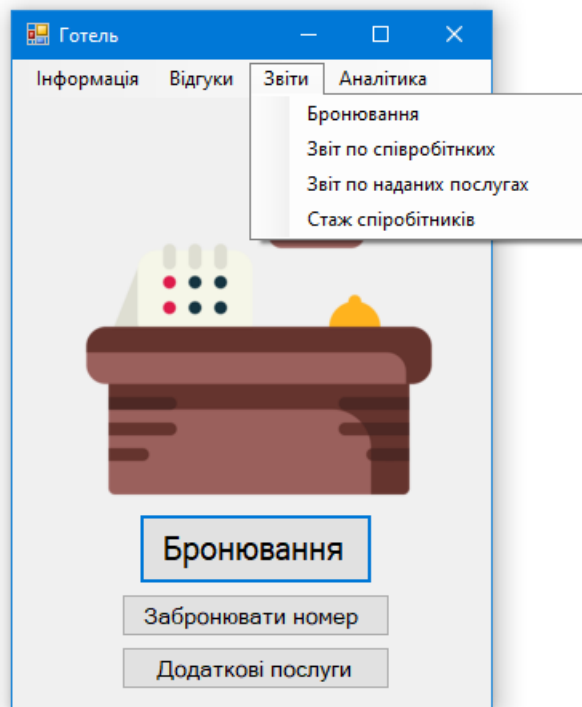 Готель
Інформація Відгуки Звіти Аналітика
Бронювання
Звіт по співробітнких
Звіт по наданих послугах
Стаж спіробітників
Бронювання
Забронювати номер
Додаткові послуги